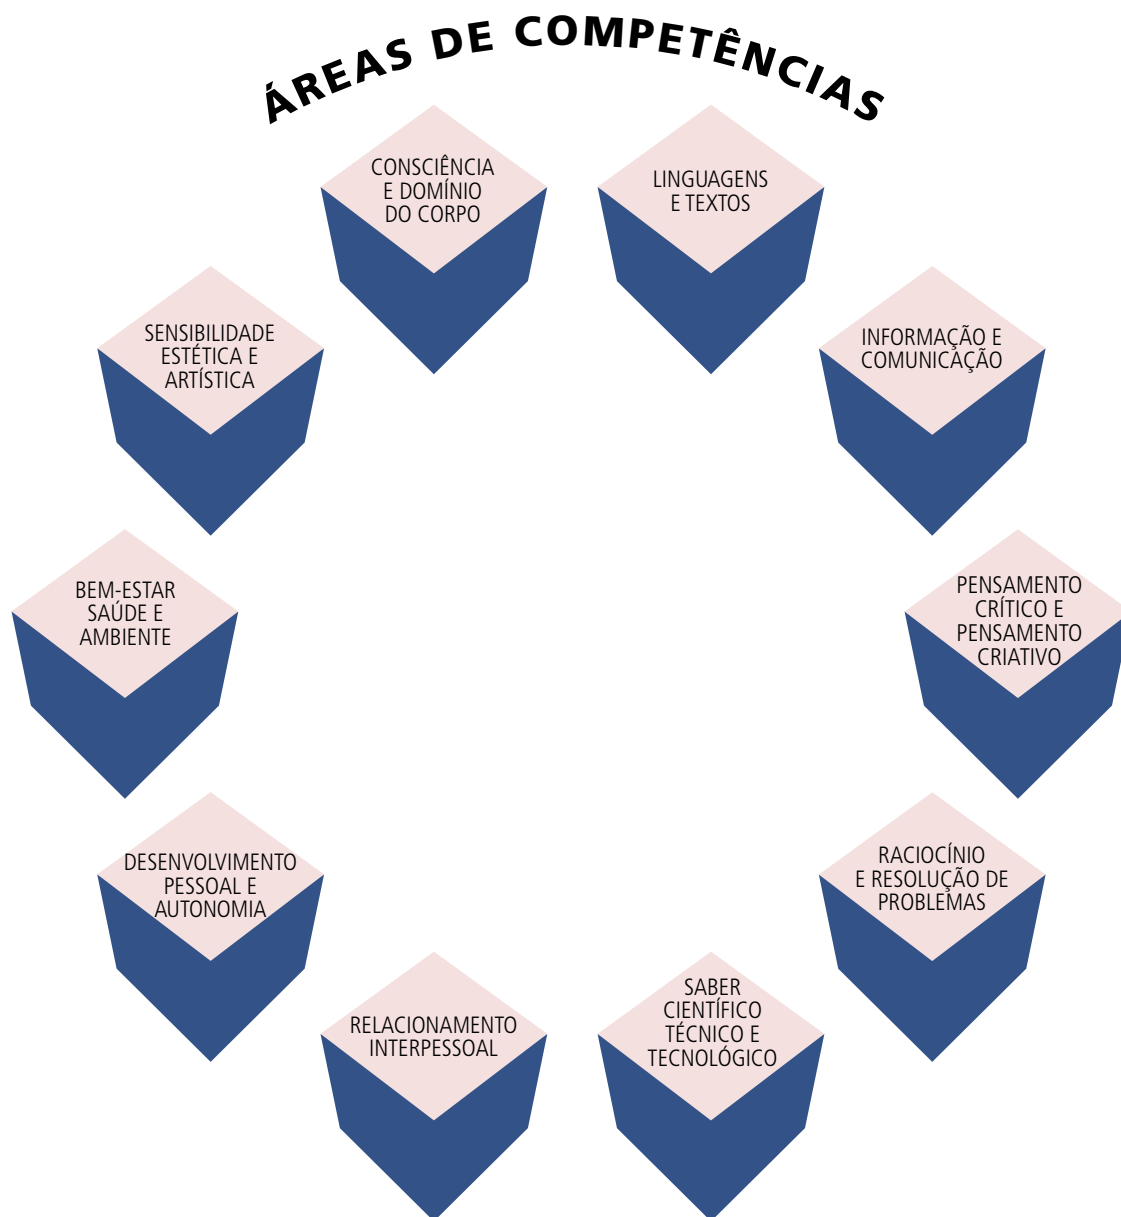 ÁREAS DE COMPETÊNCIAS
CONSCIÊNCIA
E DOMÍNIO
DO CORPO
LINGUAGENS
E TEXTOS
SENSIBILIDADE
ESTÉTICA E
ARTÍSTICA
INFORMAÇÃO E
COMUNICAÇÃO
BEM-ESTAR
SAÚDE E
AMBIENTE
PENSAMENTO
CRÍTICO E
PENSAMENTO
CRIATIVO
DESENVOLVIMENTO
PESSOAL E
AUTONOMIA
RACIOCÍNIO
E RESOLUÇÃO DE
PROBLEMAS
RELACIONAMENTO
INTERPESSOAL
SABER
CIENTÍFICO
TÉCNICO E
TECNOLÓGICO